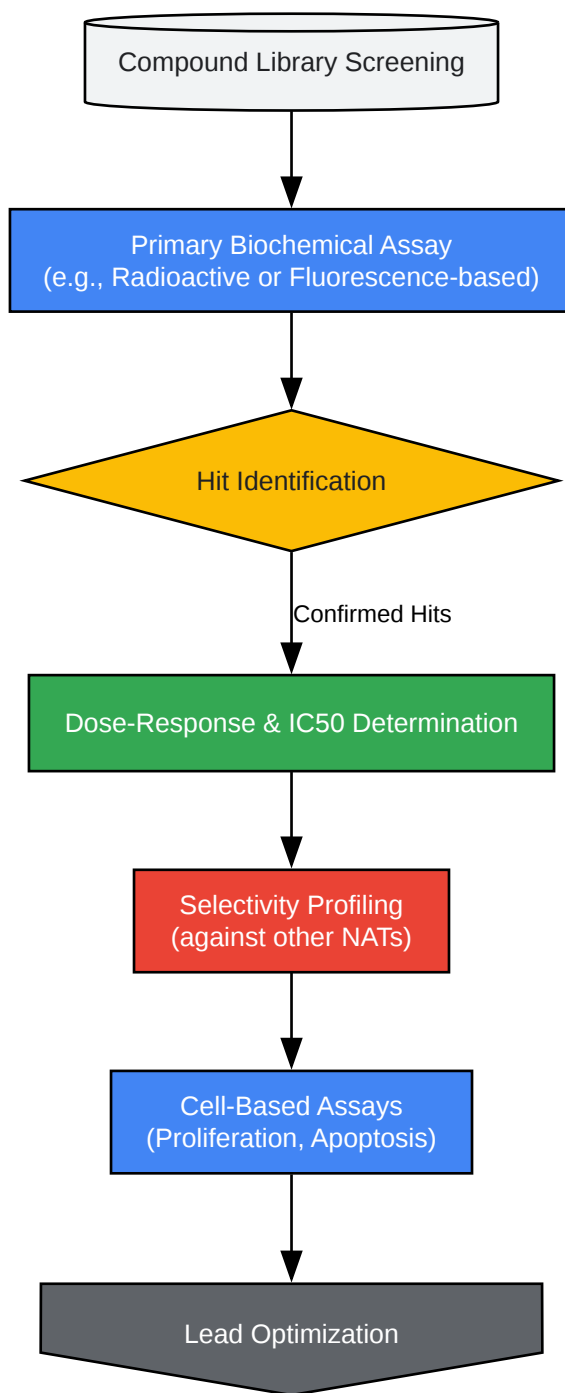 Compound Library Screening
Primary Biochemical Assay
(e.g., Radioactive or Fluorescence-based)
Hit Identification
Confirmed Hits
Dose-Response & IC50 Determination
Selectivity Profiling
(against other NATs)
Cell-Based Assays
(Proliferation, Apoptosis)
Lead Optimization